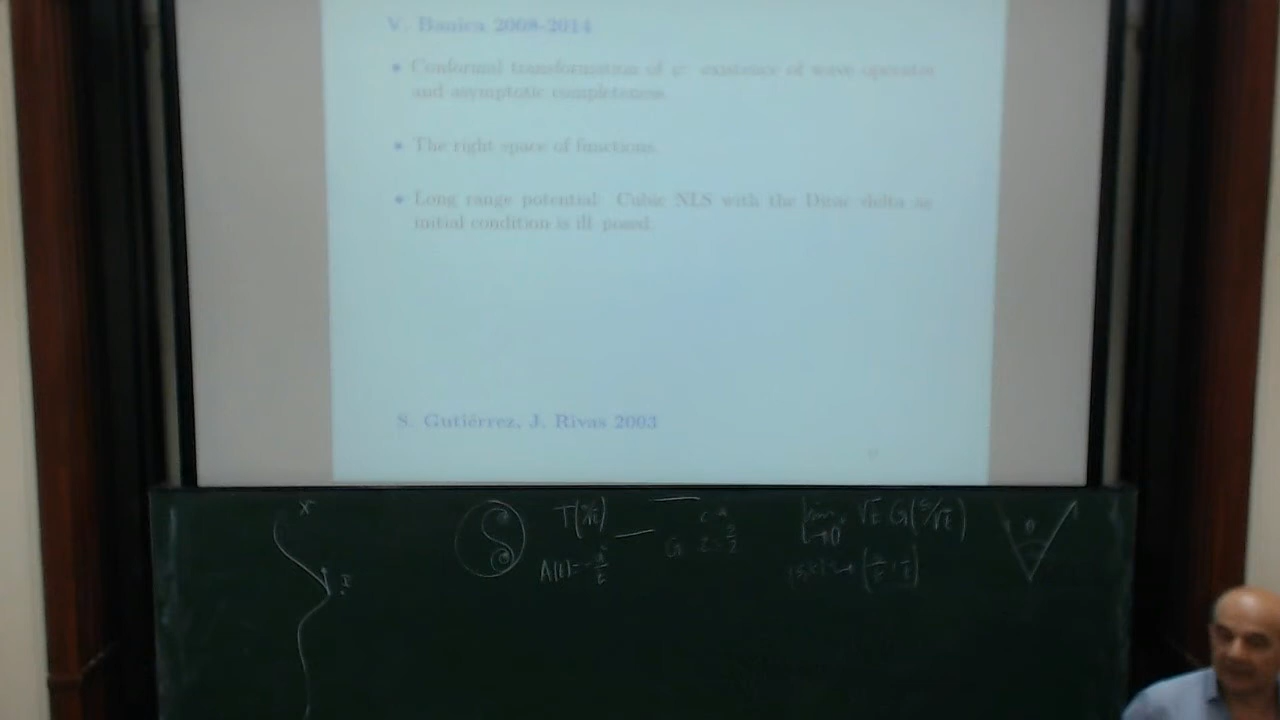 V. Banica 2008-2014
• Conformal transformation of v: existence of wave operator
and asymptotic completeness.
• The right space of functions.
• Long range potential: Cubic NLS with the Dirac delta as
initial condition is ill posed.
S. Gutiérrez, J. Rivas 2003
X
T(s/√t)
G
√t G(s/√t)
θ
A(t)=